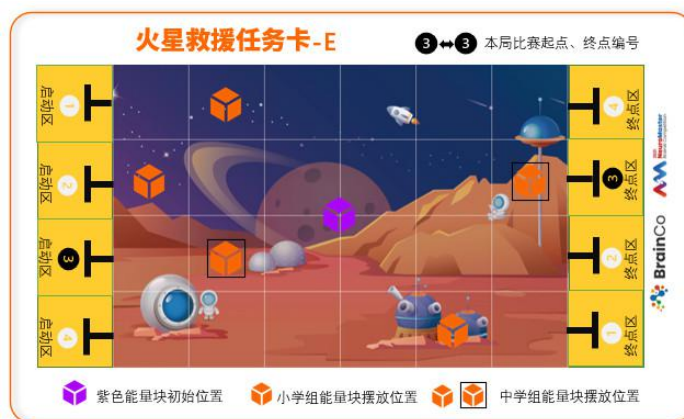 火星救援任务卡-E
3 3 本局比赛起点、终点编号
启动区 1
启动区 2
启动区 3
启动区 4
4 终点区
3 终点区
2 终点区
1 终点区
NeuroMaster
BrainCo
紫色能量块初始位置
小学组能量块摆放位置
中学组能量块摆放位置